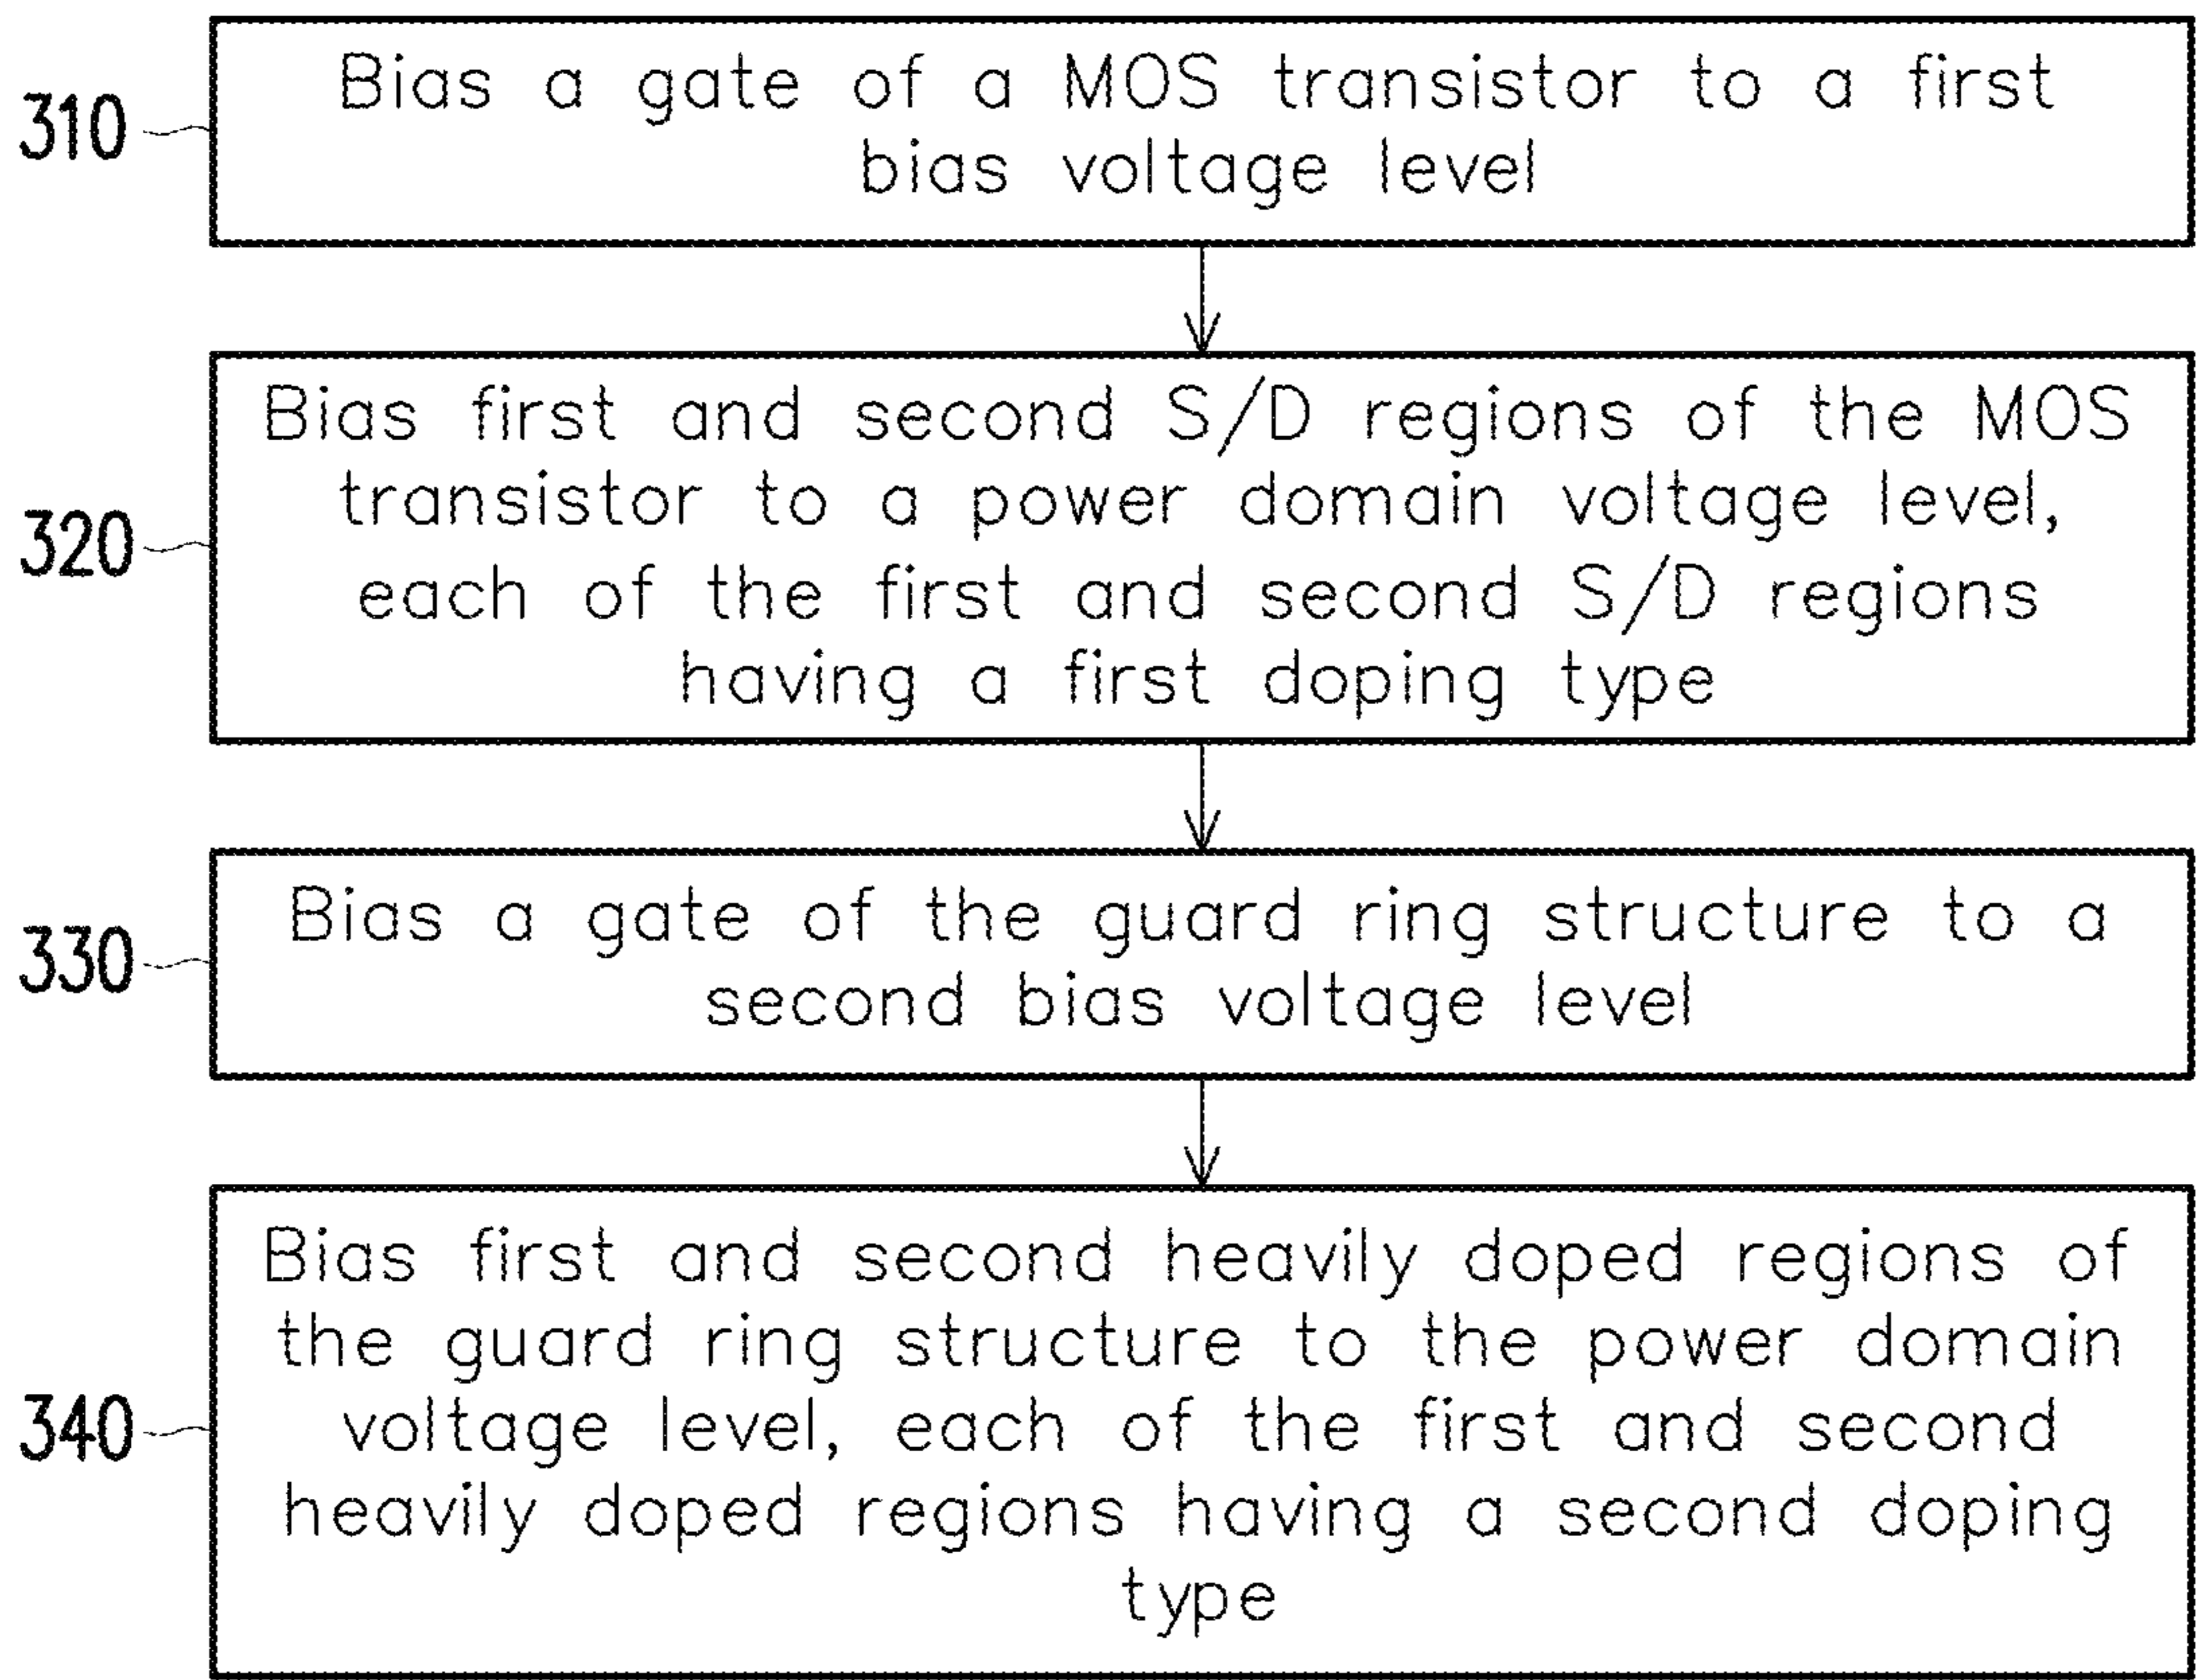 310
Bias a gate of a MOS transistor to a first
bias voltage level
320
Bias first and second S/D regions of the MOS
transistor to a power domain voltage level,
each of the first and second S/D regions
having a first doping type
330
Bias a gate of the guard ring structure to a
second bias voltage level
340
Bias first and second heavily doped regions of
the guard ring structure to the power domain
voltage level, each of the first and second
heavily doped regions having a second doping
type